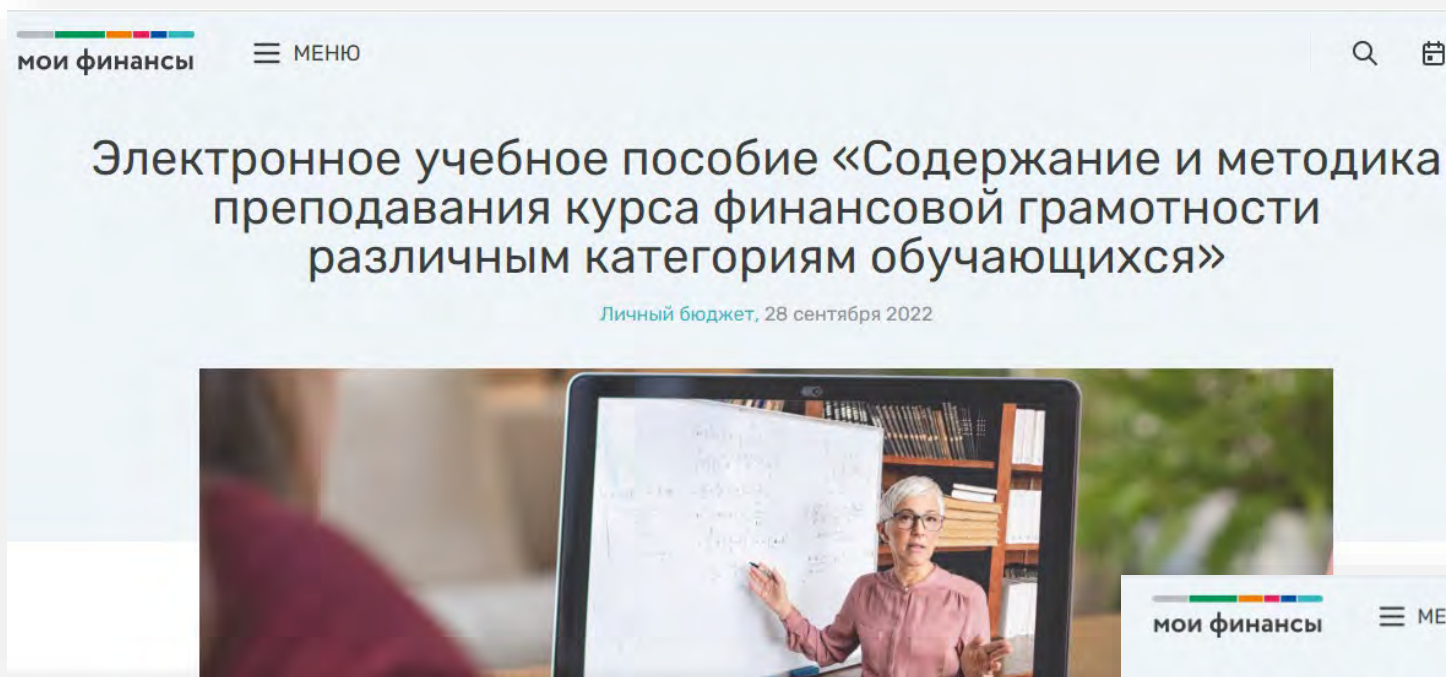 мои финансы
МЕНЮ
Электронное учебное пособие «Содержание и методика
преподавания курса финансовой грамотности
различным категориям обучающихся»
Личный бюджет, 28 сентября 2022
мои финансы
МЕ